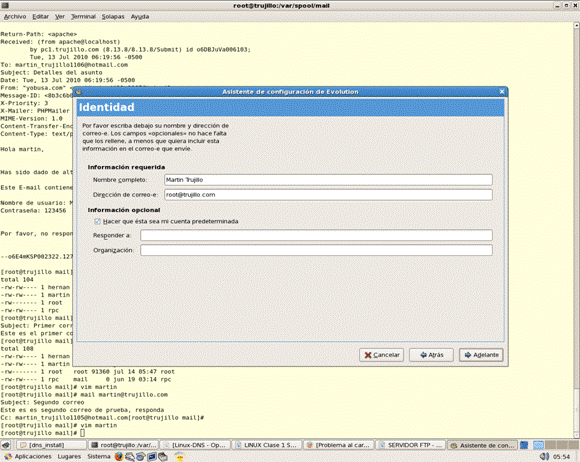 root@trujillo:/var/spool/mail
Archivo Editar Ver Terminal Solapas Ayuda
Return-Path: <apache>
Received: (from apache@localhost)
by pc1.trujillo.com (8.13.8/8.13.8/Submit) id o6DBJuVa006103;
Tue, 13 Jul 2010 06:19:56 -0500
To: martin_trujillo1106@hotmail.com
Subject: Detalles del asunto
Date: Tue, 13 Jul 2010 06:19:56 -0500
From: "yobusa.com"
Message-ID: <8b3c6b
X-Priority: 3
X-Mailer: PHPMailer
MIME-Version: 1.0
Content-Transfer-Enc
Content-Type: text/p
Hola martin,
Has sido dado de alt
Este E-mail contiene
Nombre de usuario: M
Contraseña: 123456
Por favor, no respon
--o6E4mKSP002322.127
[root@trujillo mail]
total 104
-rw-rw---- 1 hernan
-rw-rw---- 1 martin
-rw------- 1 root
-rw-rw---- 1 rpc
[root@trujillo mail]
Subject: Primer corr
Este es el primer co
[root@trujillo mail]
total 108
-rw-rw---- 1 hernan
-rw-rw---- 1 martin
-rw------- 1 root root 91360 jul 14 05:47 root
-rw-rw---- 1 rpc mail 0 jun 19 03:14 rpc
[root@trujillo mail]# vim martin
[root@trujillo mail]# mail martin@trujillo.com
Subject: Segundo correo
Este es es segundo correo de prueba, responda
Cc: martin_trujillo1105@hotmail.com[root@trujillo mail]#
[root@trujillo mail]# vim martin
[root@trujillo mail]#
Asistente de configuración de Evolution
Identidad
Por favor escriba debajo su nombre y dirección de
correo-e. Los campos «opcionales» no hace falta
que los rellene, a menos que quiera incluir esta
información en el correo-e que envíe.
Información requerida
Nombre completo: Martin Trujillo
Dirección de correo-e: root@trujillo.com
Información opcional
Hacer que ésta sea mi cuenta predeterminada
Responder a:
Organización:
Cancelar Atrás Adelante
[dns_install] root@trujillo:/var/... [Linux-DNS - Op... LINUX Clase 1 S... [Problema al carg... SERVIDOR FTP - ... Asistente de con...
Aplicaciones Lugares Sistema 05:54